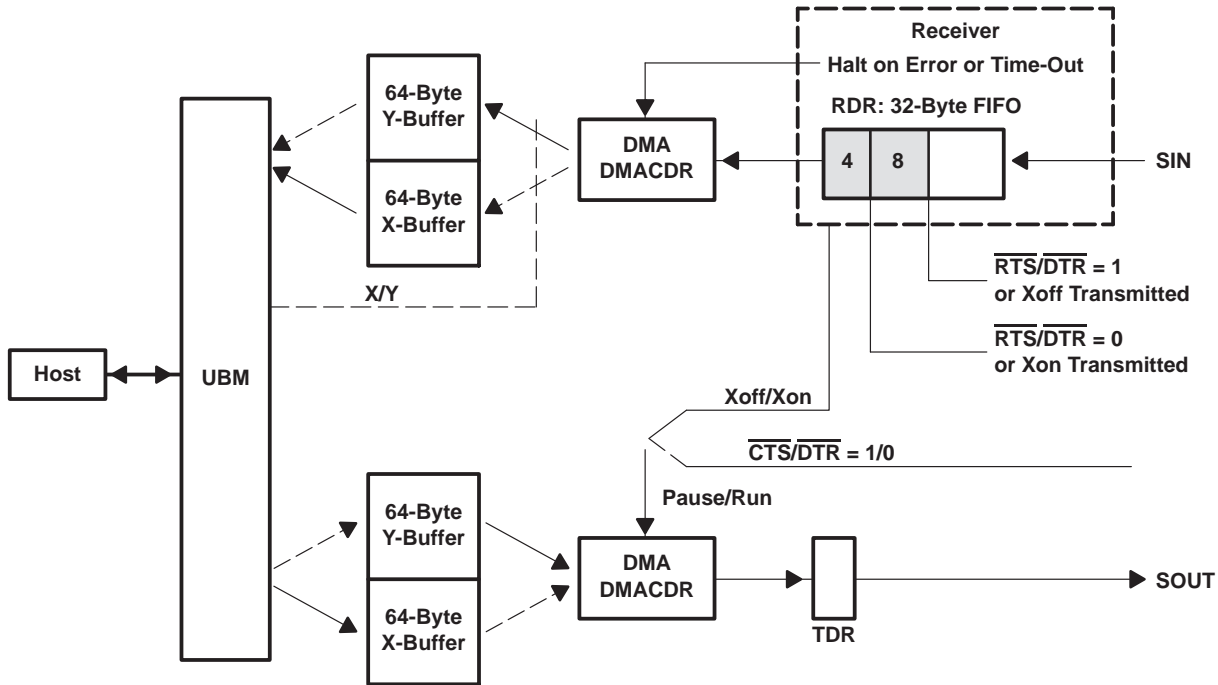 Receiver
Halt on Error or Time-Out
RDR: 32-Byte FIFO
4
8
SIN
64-Byte
Y-Buffer
64-Byte
X-Buffer
DMA
DMACDR
RTS/DTR = 1
or Xoff Transmitted
RTS/DTR = 0
or Xon Transmitted
X/Y
Host
UBM
Xoff/Xon
CTS/DTR = 1/0
Pause/Run
64-Byte
Y-Buffer
64-Byte
X-Buffer
DMA
DMACDR
TDR
SOUT